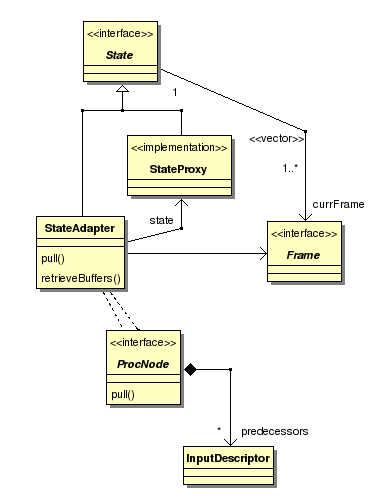 <<interface>>
State
1
<<vector>>
<<implementation>>
StateProxy
1..*
currFrame
state
StateAdapter
pull()
retrieveBuffers()
<<interface>>
Frame
<<interface>>
ProcNode
pull()
*
predecessors
InputDescriptor